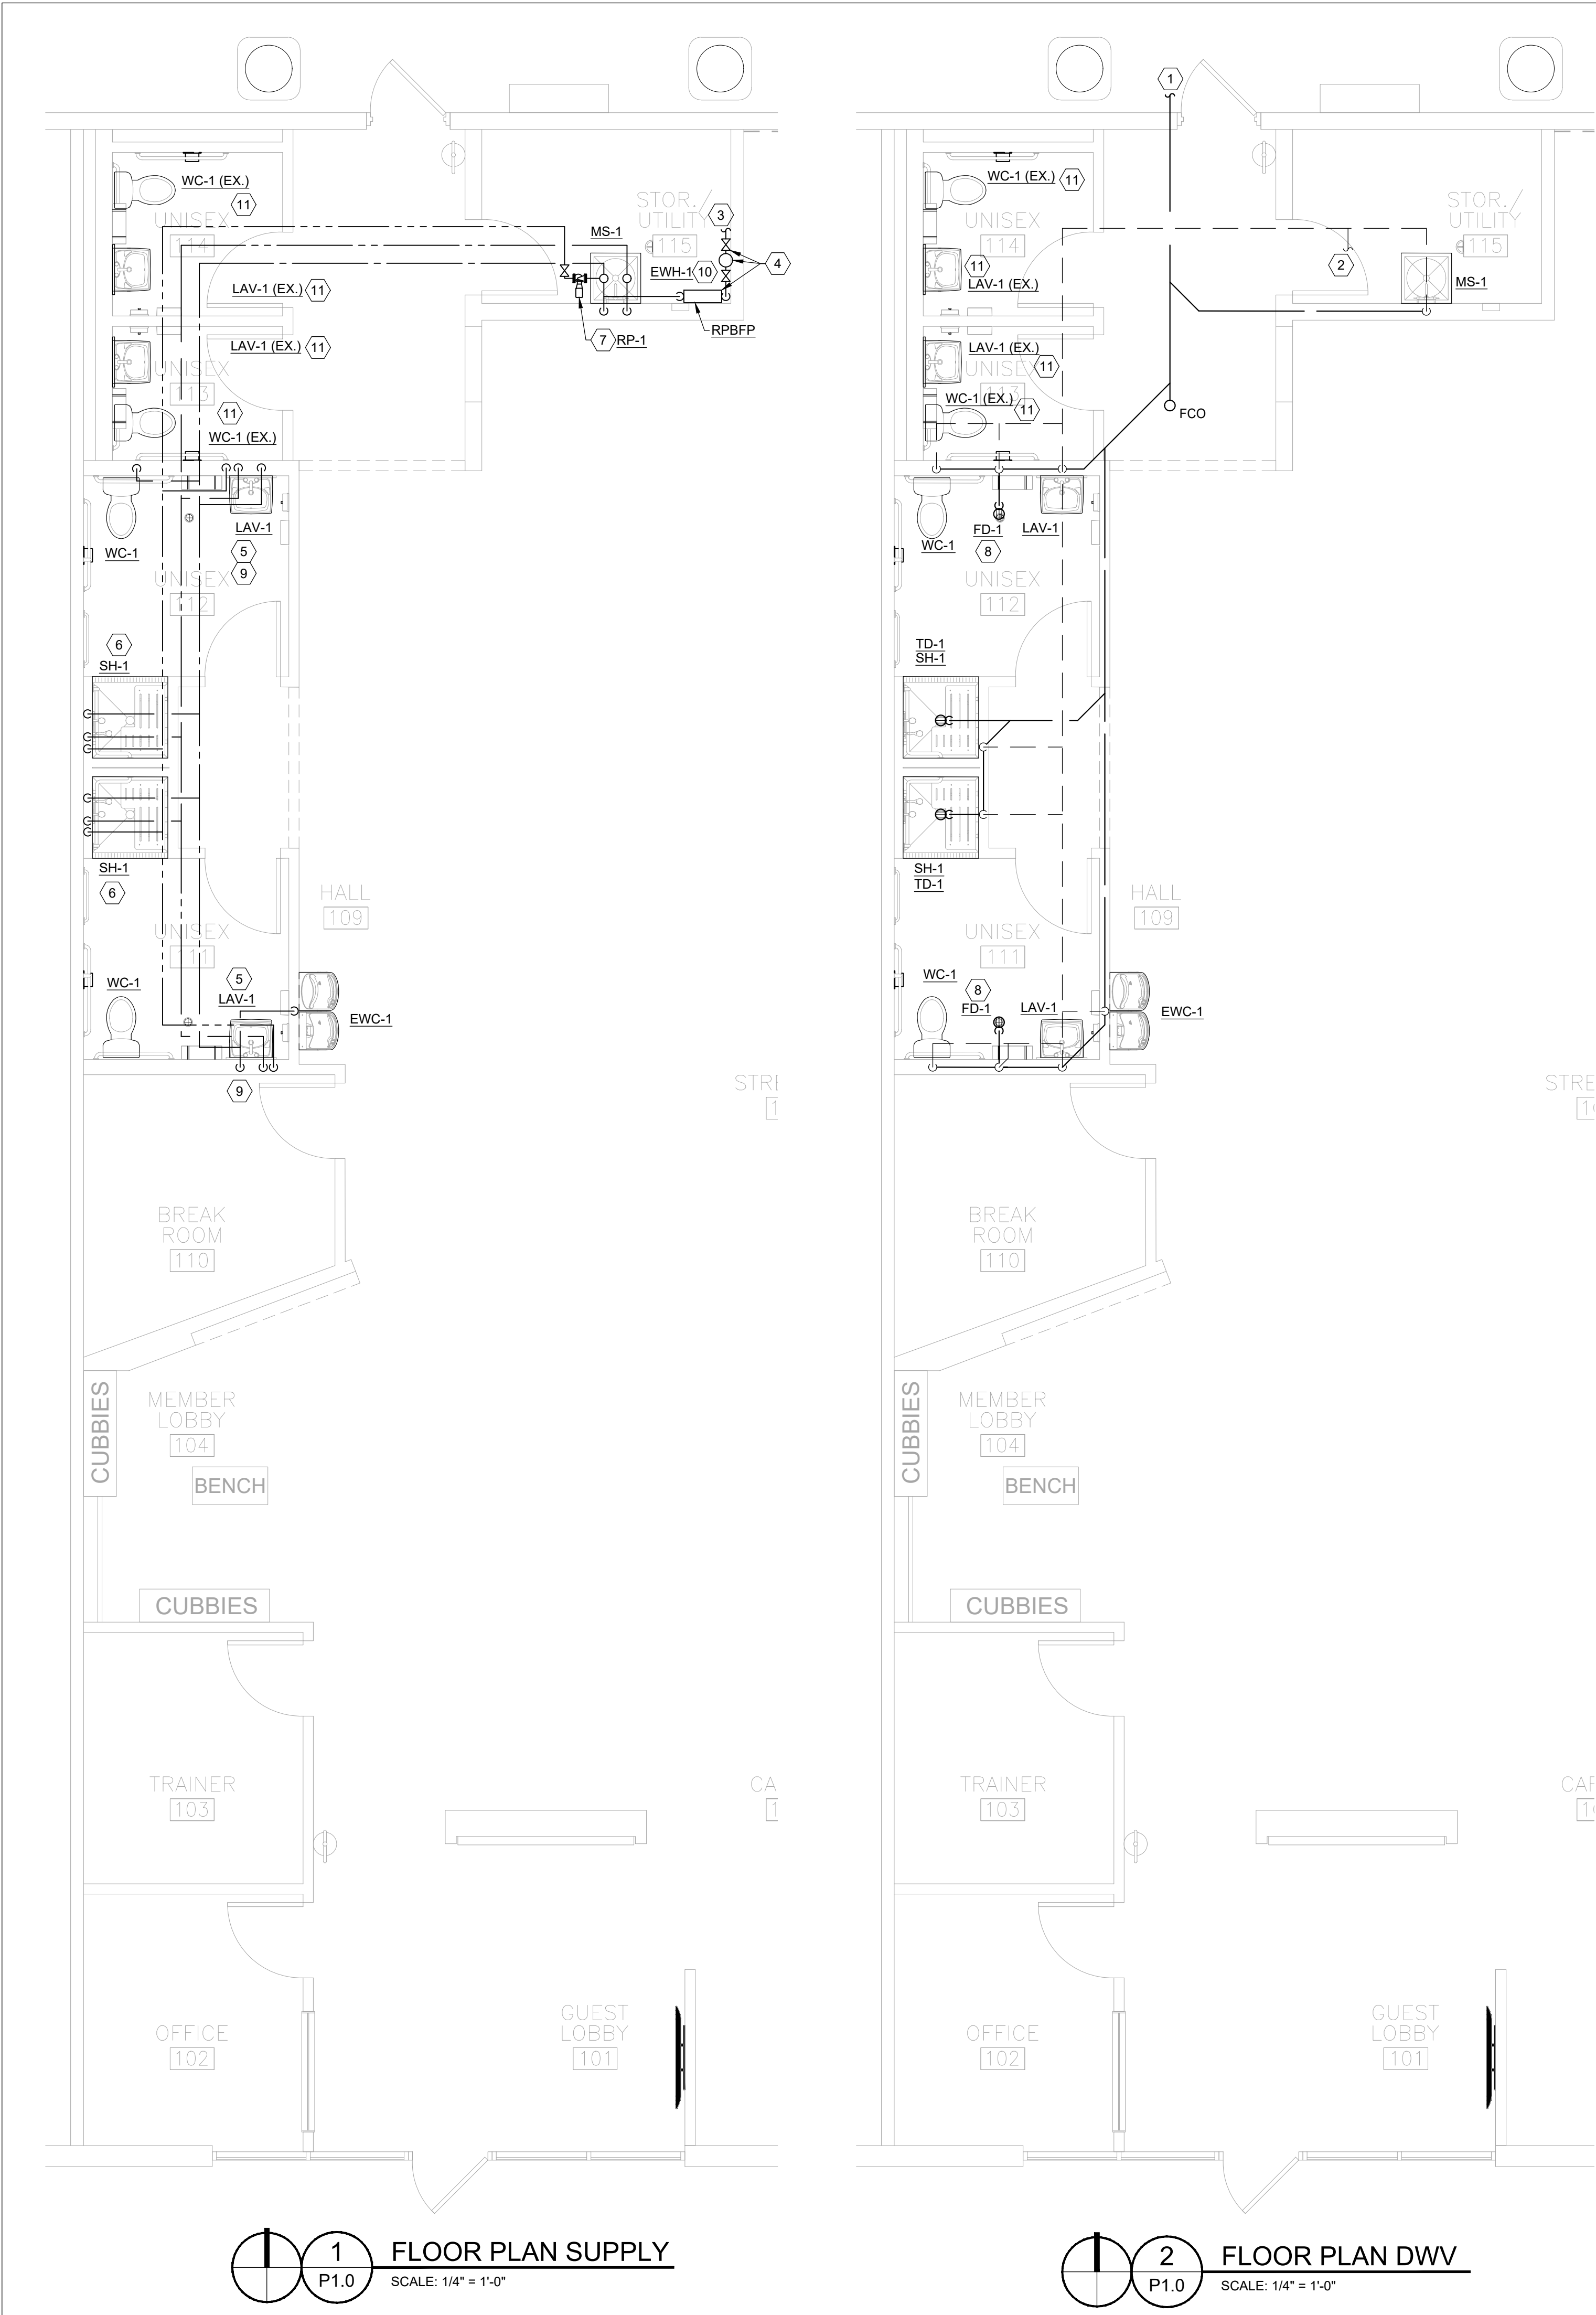 WC-1 (EX.)
11
UNISEX
114
STOR./
UTILITY
115
3
MS-1
EWH-1
10
4
LAV-1 (EX.)
11
RPBFP
7
RP-1
LAV-1 (EX.)
11
UNISEX
113
11
WC-1 (EX.)
LAV-1
WC-1
5
9
UNISEX
112
6
SH-1
SH-1
6
HALL
109
UNISEX
111
WC-1
5
LAV-1
EWC-1
9
STRE
1
BREAK
ROOM
110
CUBBIES
MEMBER
LOBBY
104
BENCH
CUBBIES
TRAINER
103
CA
1
OFFICE
102
GUEST
LOBBY
101
1
P1.0
FLOOR PLAN SUPPLY
SCALE: 1/4" = 1'-0"
1
WC-1 (EX.)
11
UNISEX
114
STOR./
UTILITY
115
2
11
LAV-1 (EX.)
MS-1
LAV-1 (EX.)
UNISEX
11
113
WC-1 (EX.)
11
FCO
FD-1
LAV-1
WC-1
8
UNISEX
112
TD-1
SH-1
SH-1
TD-1
HALL
109
UNISEX
111
WC-1
8
FD-1
LAV-1
EWC-1
STRE
10
BREAK
ROOM
110
CUBBIES
MEMBER
LOBBY
104
BENCH
CUBBIES
TRAINER
103
CAR
10
OFFICE
102
GUEST
LOBBY
101
2
P1.0
FLOOR PLAN DWV
SCALE: 1/4" = 1'-0"